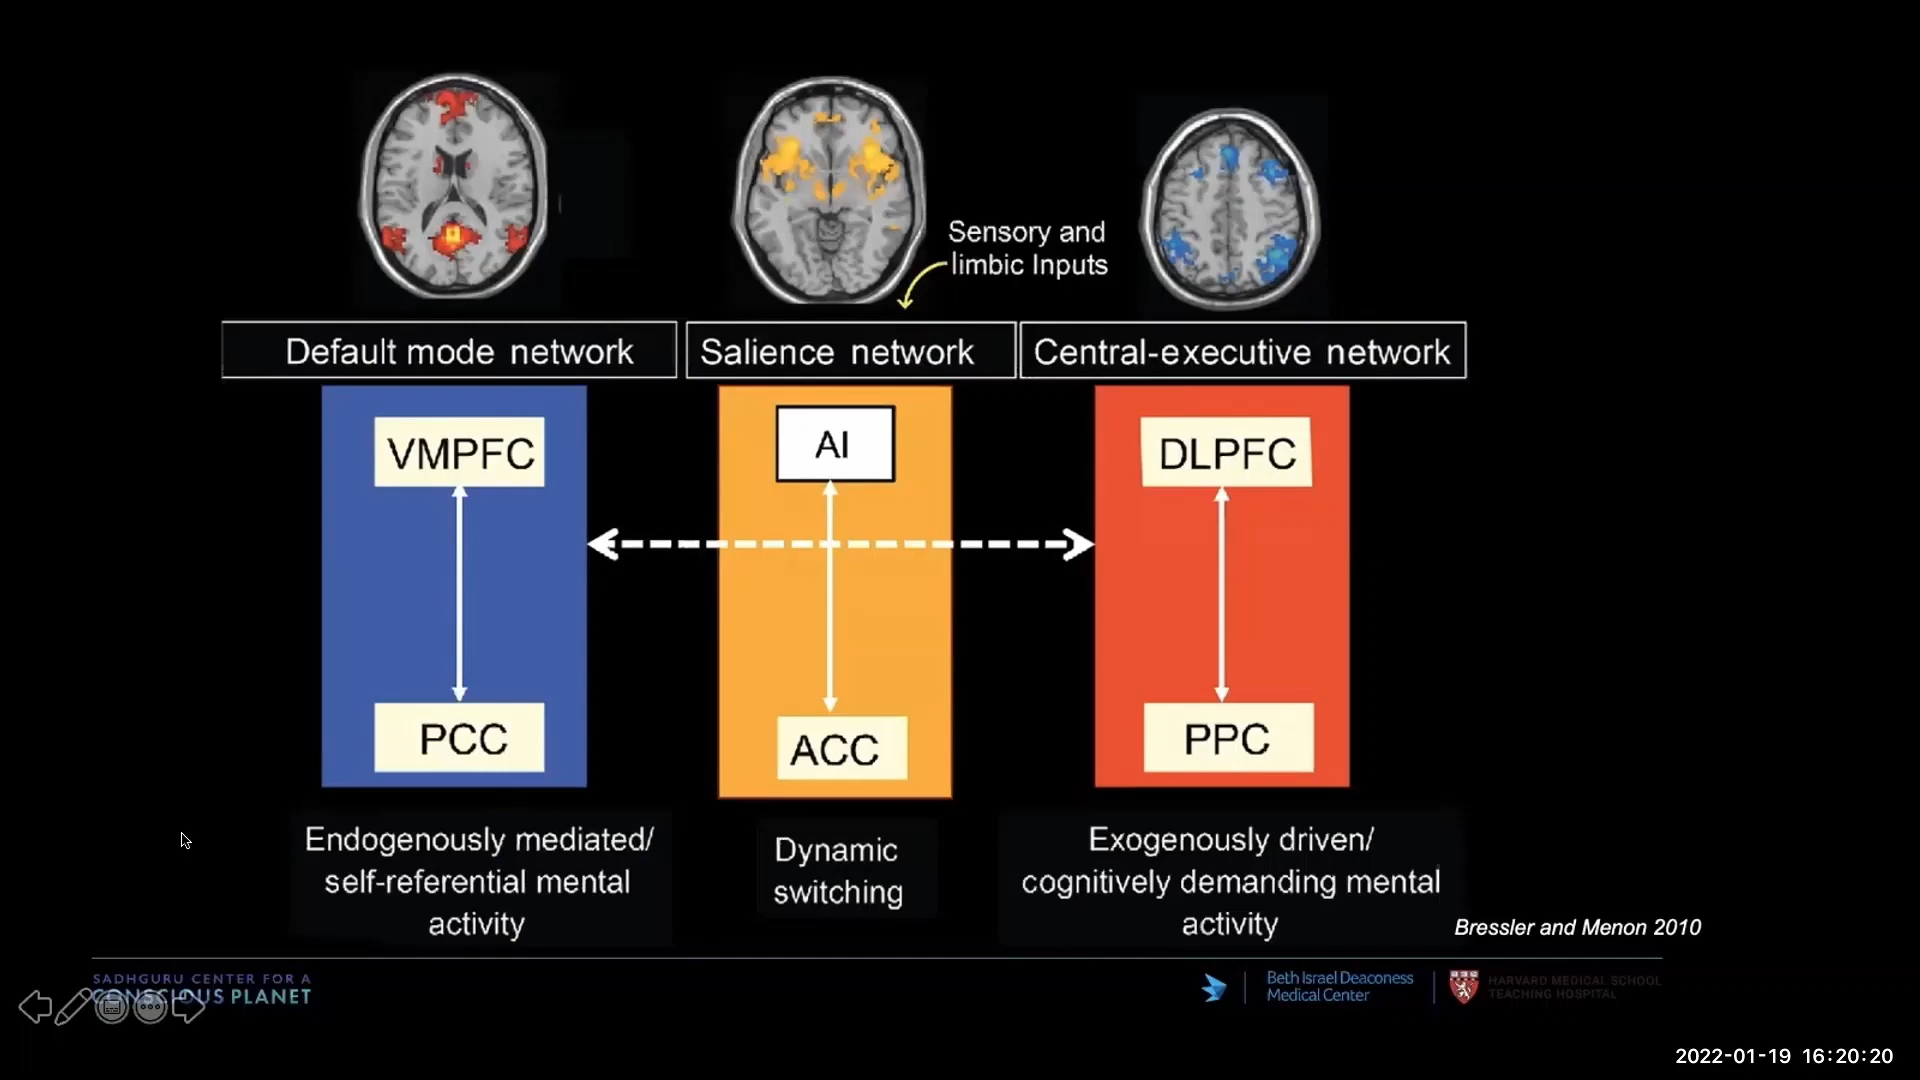 Sensory and
limbic Inputs
Default mode network
Salience network
Central-executive network
VMPFC
AI
DLPFC
PCC
ACC
PPC
Endogenously mediated/
self-referential mental
activity
Dynamic
switching
Exogenously driven/
cognitively demanding mental
activity
Bressler and Menon 2010
SADHGURU CENTER FOR A
CONSCIOUS PLANET
Beth Israel Deaconess
Medical Center
HARVARD MEDICAL SCHOOL
TEACHING HOSPITAL
2022-01-19 16:20:20